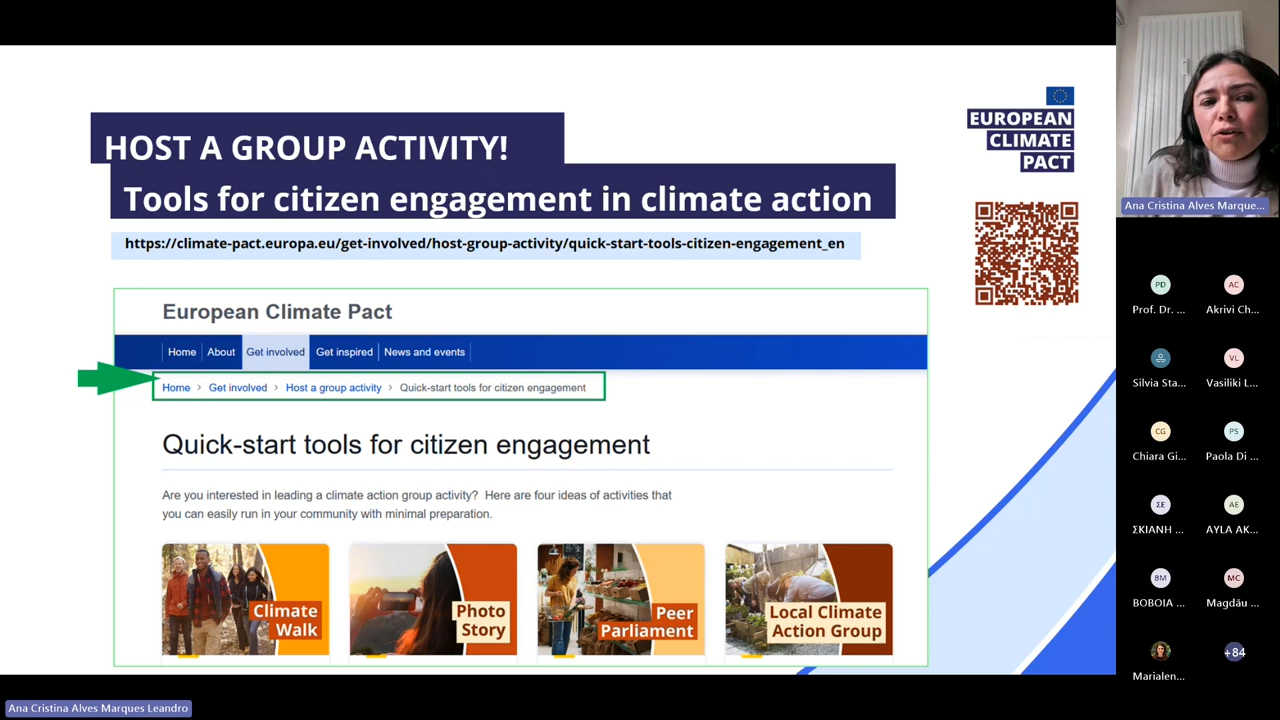 HOST A GROUP ACTIVITY!
Tools for citizen engagement in climate action
https://climate-pact.europa.eu/get-involved/host-group-activity/quick-start-tools-citizen-engagement_en
EUROPEAN
CLIMATE
PACT
European Climate Pact
Home About Get involved Get inspired News and events
Home > Get involved > Host a group activity > Quick-start tools for citizen engagement
Quick-start tools for citizen engagement
Are you interested in leading a climate action group activity? Here are four ideas of activities that
you can easily run in your community with minimal preparation.
Climate
Walk
Photo
Story
Peer
Parliament
Local Climate
Action Group
Ana Cristina Alves Marque...
PD AC
Prof. Dr. ... Akrivi Ch...
VL
Silvia Sta... Vasiliki L...
CG PS
Chiara Gi... Paola Di ...
ΣΕ AE
ΣΚΙΑΝΗ ... AYLA AK...
BM MC
BOBOIA ... Magdău ...
+84
Marialen...
Ana Cristina Alves Marques Leandro